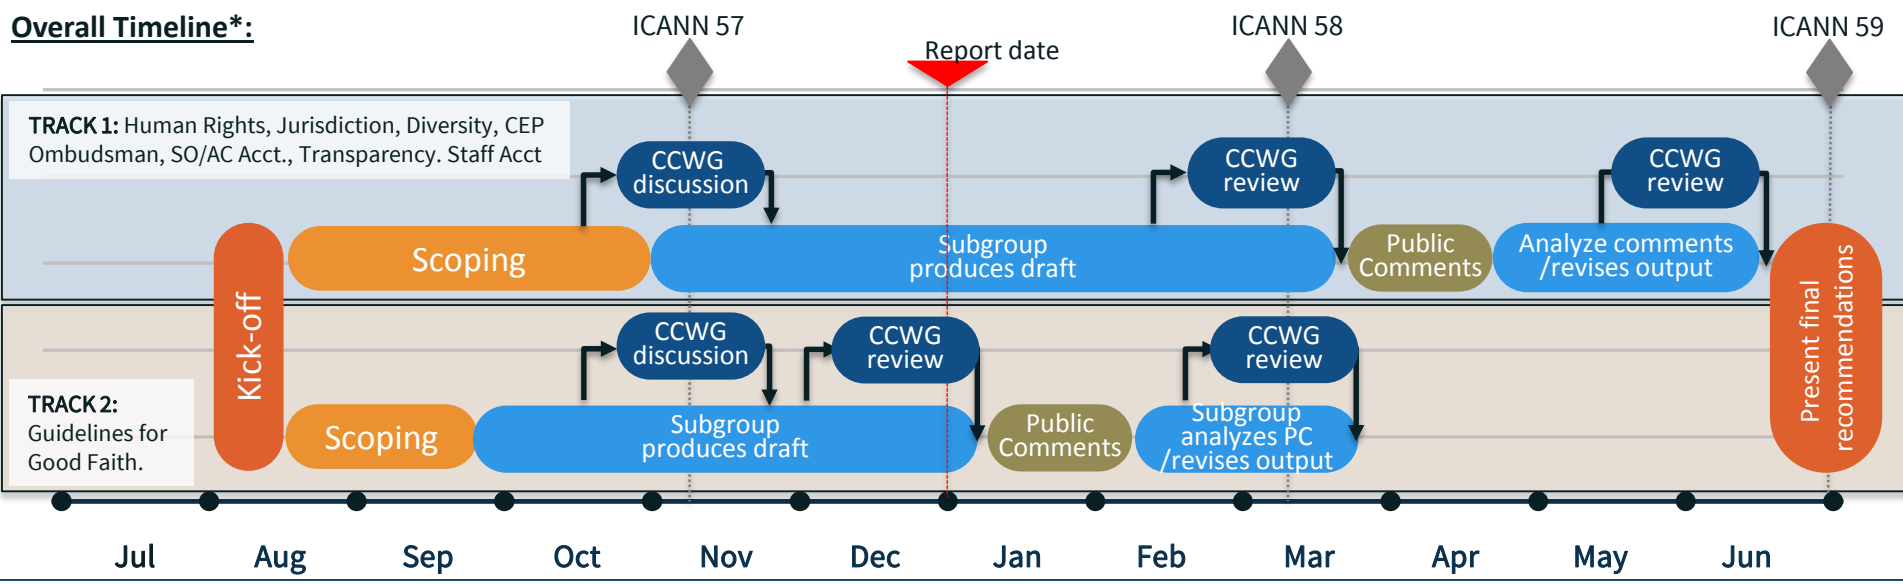 Overall Timeline*:
ICANN 57
Report date
ICANN 58
ICANN 59
TRACK 1: Human Rights, Jurisdiction, Diversity, CEP
Ombudsman, SO/AC Acct., Transparency. Staff Acct
CCWG
discussion
CCWG
review
CCWG
review
Kick-off
Scoping
Subgroup
produces draft
Public
Comments
Analyze comments
/revises output
Present final
recommendations
TRACK 2:
Guidelines for
Good Faith.
CCWG
discussion
CCWG
review
CCWG
review
Scoping
Subgroup
produces draft
Public
Comments
Subgroup
analyzes PC
/revises output
Jul
Aug
Sep
Oct
Nov
Dec
Jan
Feb
Mar
Apr
May
Jun